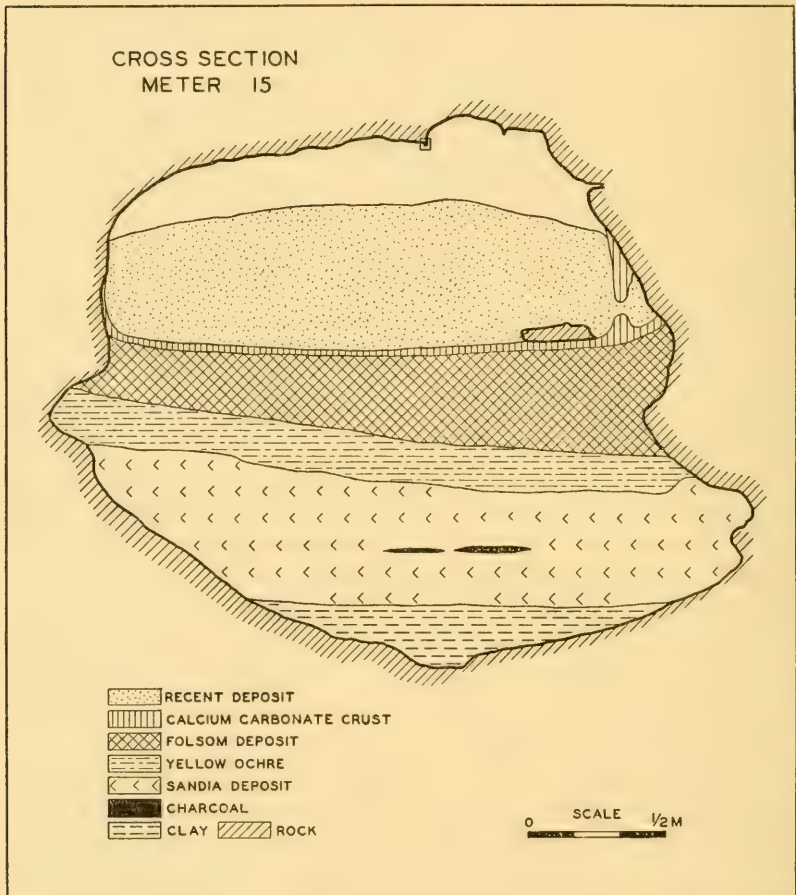 CROSS SECTION
METER 15
RECENT DEPOSIT
CALCIUM CARBONATE CRUST
FOLSOM DEPOSIT
YELLOW OCHRE
SANDIA DEPOSIT
CHARCOAL
CLAY ROCK
SCALE
0 1/2 M